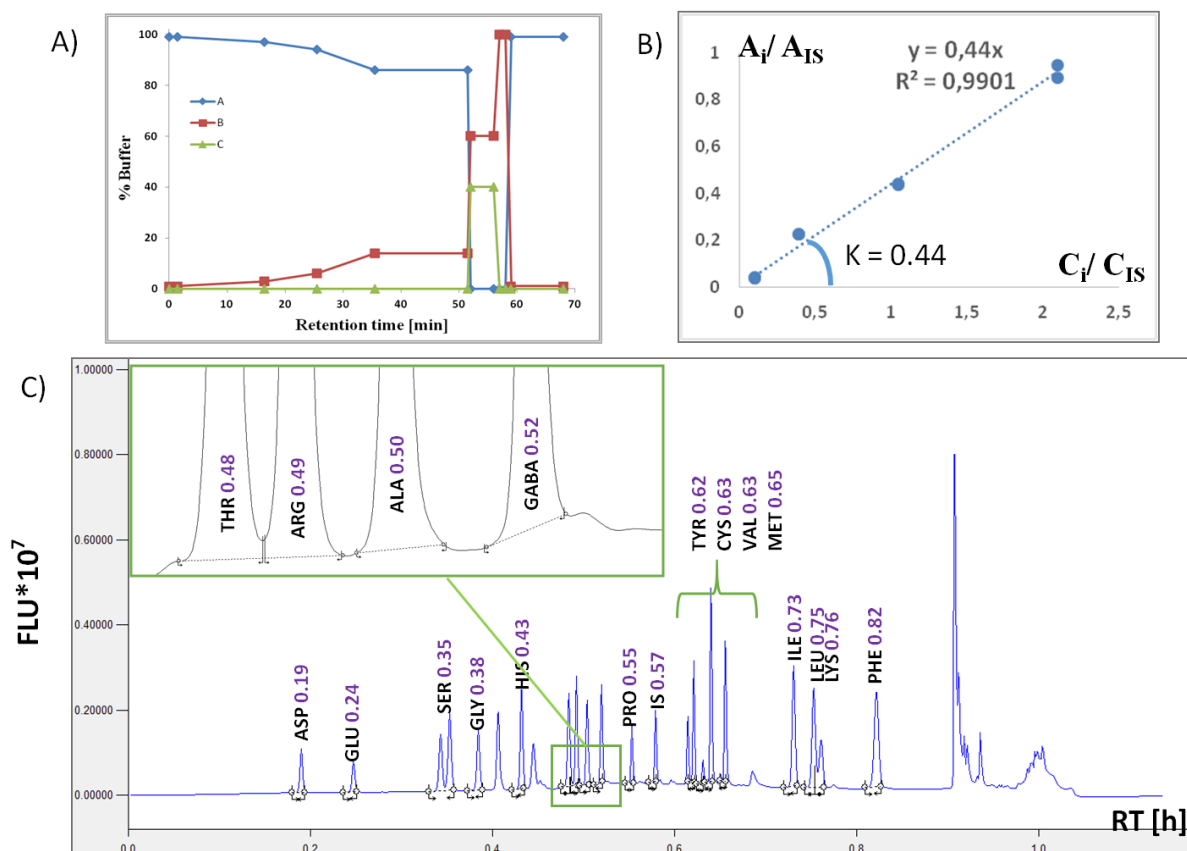 A)
100
80
60
40
20
0
% Buffer
A
B
C
0 10 20 30 40 50 60 70
Retention time [min]
B)
Ai/ AIS
y = 0,44x
R² = 0,9901
1
0,8
0,6
0,4
0,2
0
K = 0.44
Ci/ CIS
0 0,5 1 1,5 2 2,5
C)
1.00000
0.80000
0.60000
0.40000
0.20000
0.00000
FLU*10⁷
THR 0.48
ARG 0.49
ALA 0.50
GABA 0.52
ASP 0.19
GLU 0.24
SER 0.35
GLY 0.38
HIS 0.43
PRO 0.55
IS 0.57
TYR 0.62
CYS 0.63
VAL 0.63
MET 0.65
ILE 0.73
LEU 0.75
LYS 0.76
PHE 0.82
RT [h]
0.0 0.2 0.4 0.6 0.8 1.0